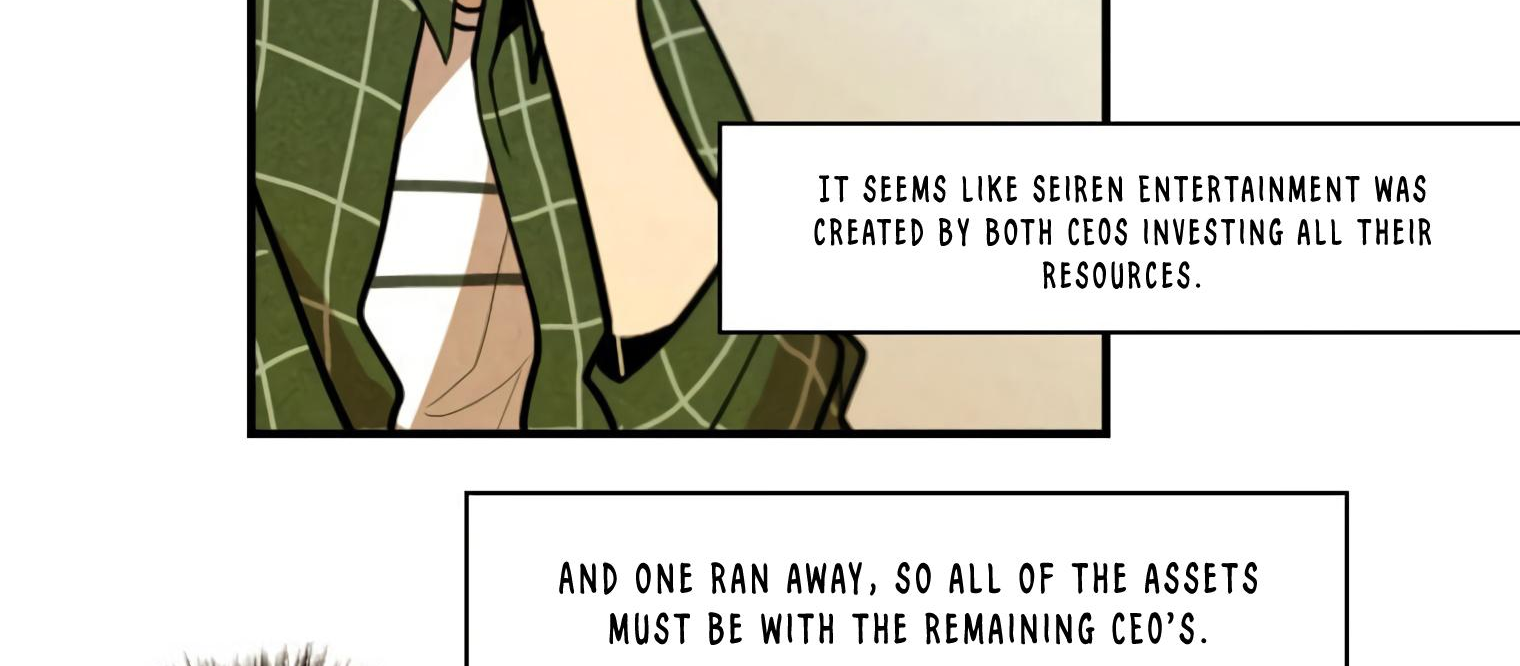 IT SEEMS LIKE SEIREN ENTERTAINMENT WAS
CREATED BY BOTH CEOS INVESTING ALL THEIR
RESOURCES.
AND ONE RAN AWAY, SO ALL OF THE ASSETS
MUST BE WITH THE REMAINING CEO'S.